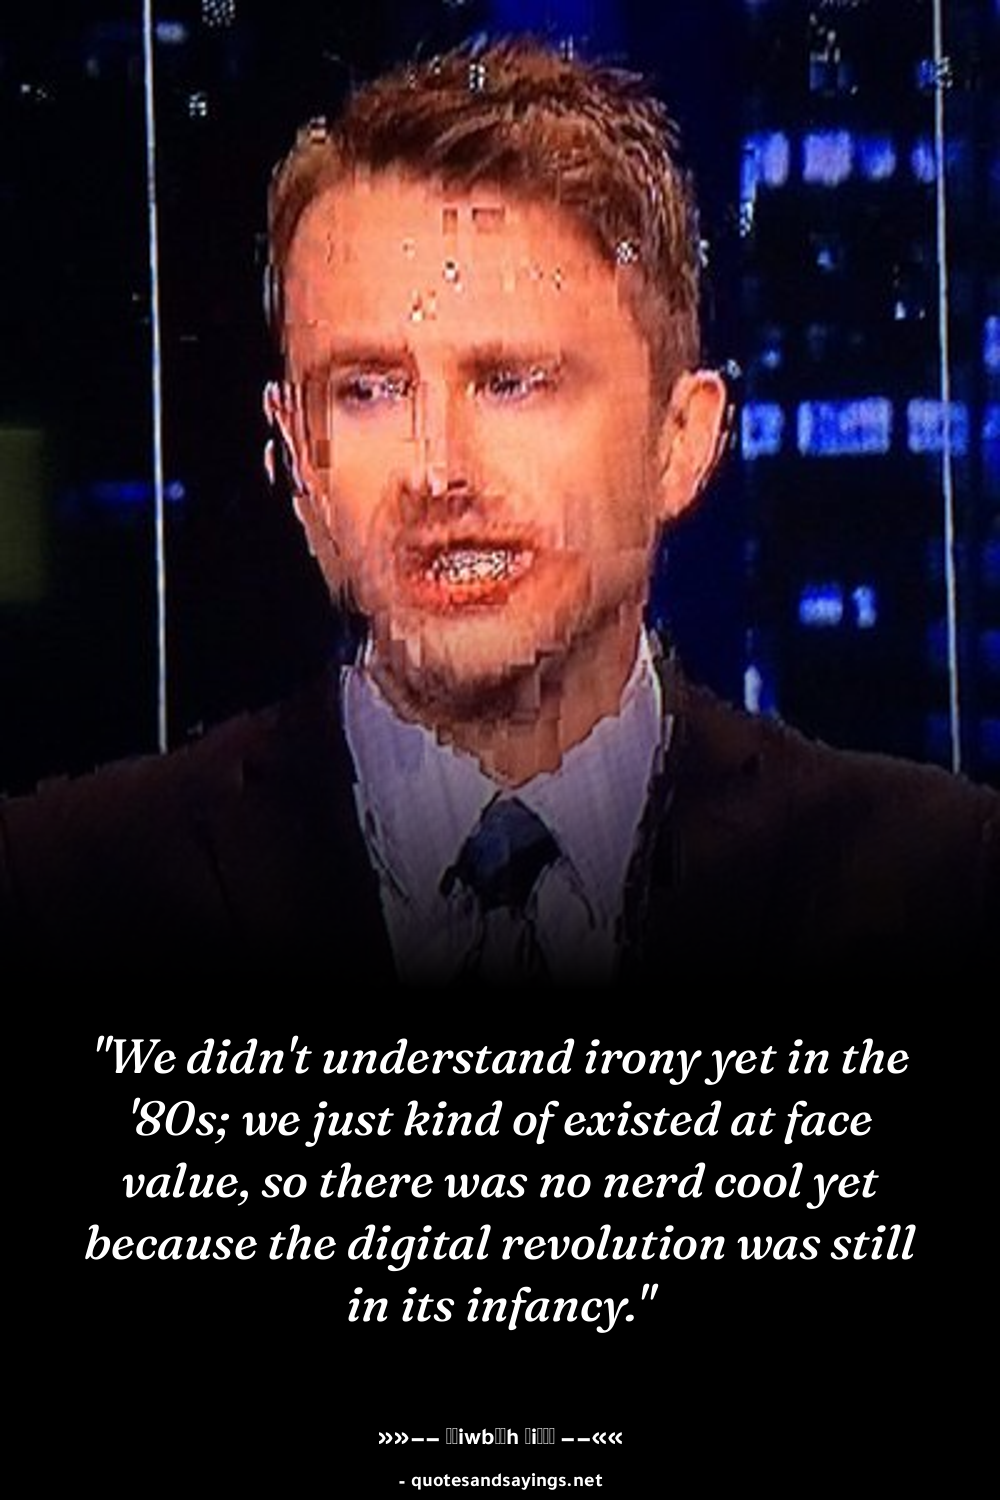 "We didn't understand irony yet in the
'80s; we just kind of existed at face
value, so there was no nerd cool yet
because the digital revolution was still
in its infancy."
- quotesandsayings.net